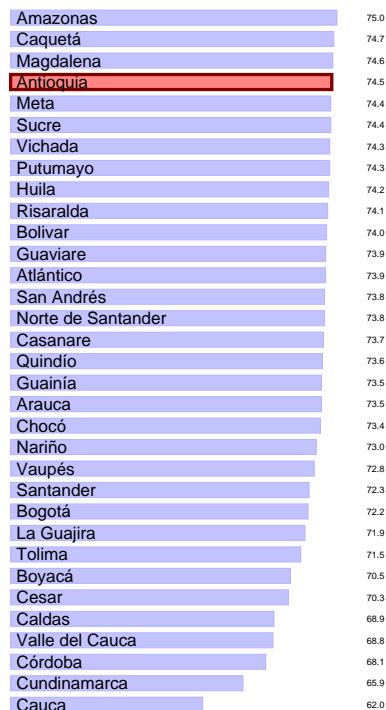 Amazonas 75.0
Caquetá 74.7
Magdalena 74.6
Antioquia 74.5
Meta 74.4
Sucre 74.4
Vichada 74.3
Putumayo 74.3
Huila 74.2
Risaralda 74.1
Bolivar 74.0
Guaviare 73.9
Atlántico 73.9
San Andrés 73.8
Norte de Santander 73.8
Casanare 73.7
Quindío 73.6
Guainía 73.5
Arauca 73.5
Chocó 73.4
Nariño 73.0
Vaupés 72.8
Santander 72.3
Bogotá 72.2
La Guajira 71.9
Tolima 71.5
Boyacá 70.5
Cesar 70.3
Caldas 68.9
Valle del Cauca 68.8
Córdoba 68.1
Cundinamarca 65.9
Cauca 62.0